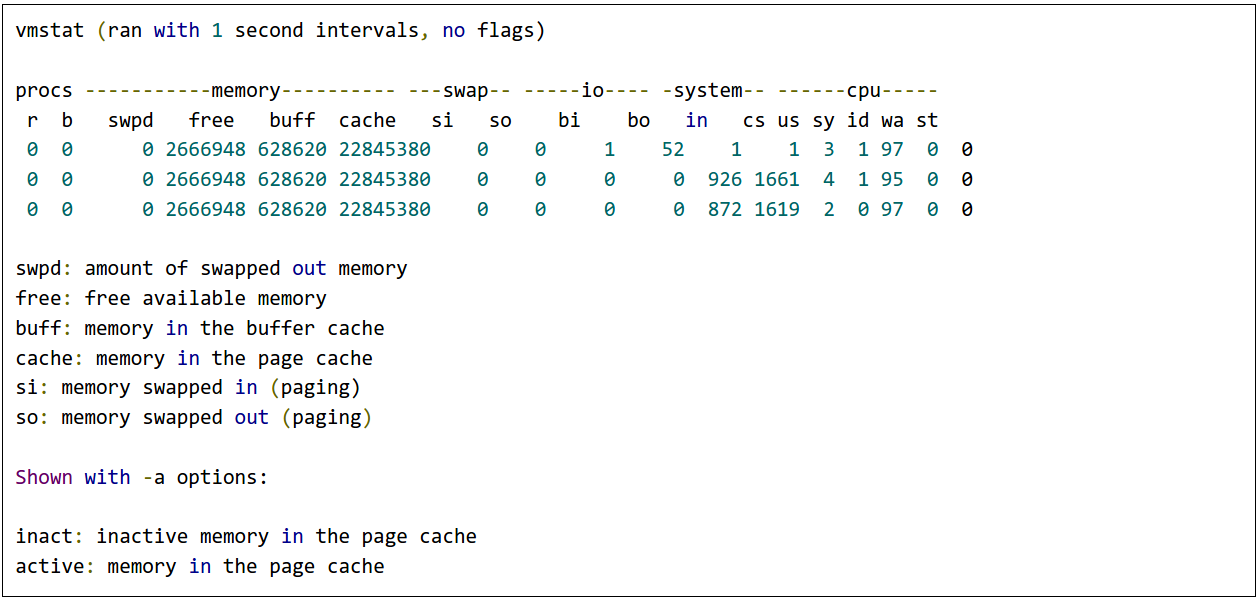 vmstat (ran with 1 second intervals, no flags)
procs -----------memory---------- ---swap-- -----io---- -system-- ------cpu-----
r b swpd free buff cache si so bi bo in cs us sy id wa st
0 0 0 2666948 628620 22845380 0 0 1 52 1 1 3 1 97 0 0
0 0 0 2666948 628620 22845380 0 0 0 0 926 1661 4 1 95 0 0
0 0 0 2666948 628620 22845380 0 0 0 0 872 1619 2 0 97 0 0
swpd: amount of swapped out memory
free: free available memory
buff: memory in the buffer cache
cache: memory in the page cache
si: memory swapped in (paging)
so: memory swapped out (paging)
Shown with -a options:
inact: inactive memory in the page cache
active: memory in the page cache